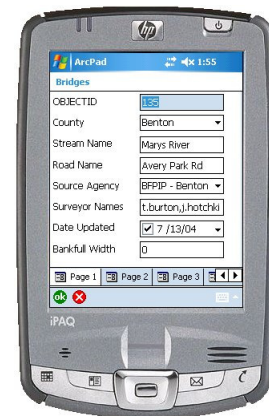 hp
ArcPad 1:55
Bridges
OBJECTID 135
County Benton
Stream Name Marys River
Road Name Avery Park Rd
Source Agency BFPIP - Benton
Surveyor Names t.burton,j.hotchki
Date Updated 7 /13/04
Bankfull Width 0
Page 1 Page 2 Page 3
ok
iPAQ